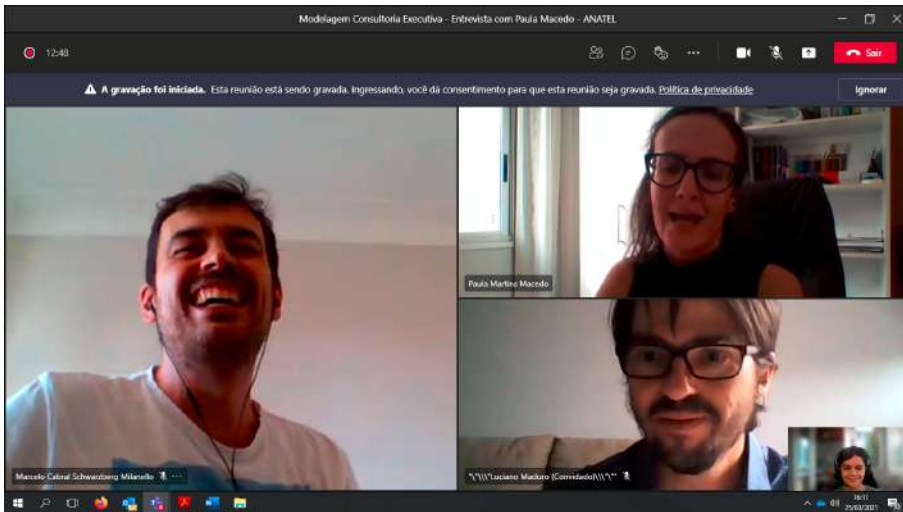 Modelagem Consultoria Executiva - Entrevista com Paula Macedo - ANATEL
12:48
Sair
A gravação foi iniciada. Esta reunião está sendo gravada. Ingressando, você dá consentimento para que esta reunião seja gravada. Política de privacidade
Ignorar
Paula Martins Macedo
Marcelo Cabral Schwarzberg Milanello
Luciano Maduro (Convidado)
16:11
25/03/2021